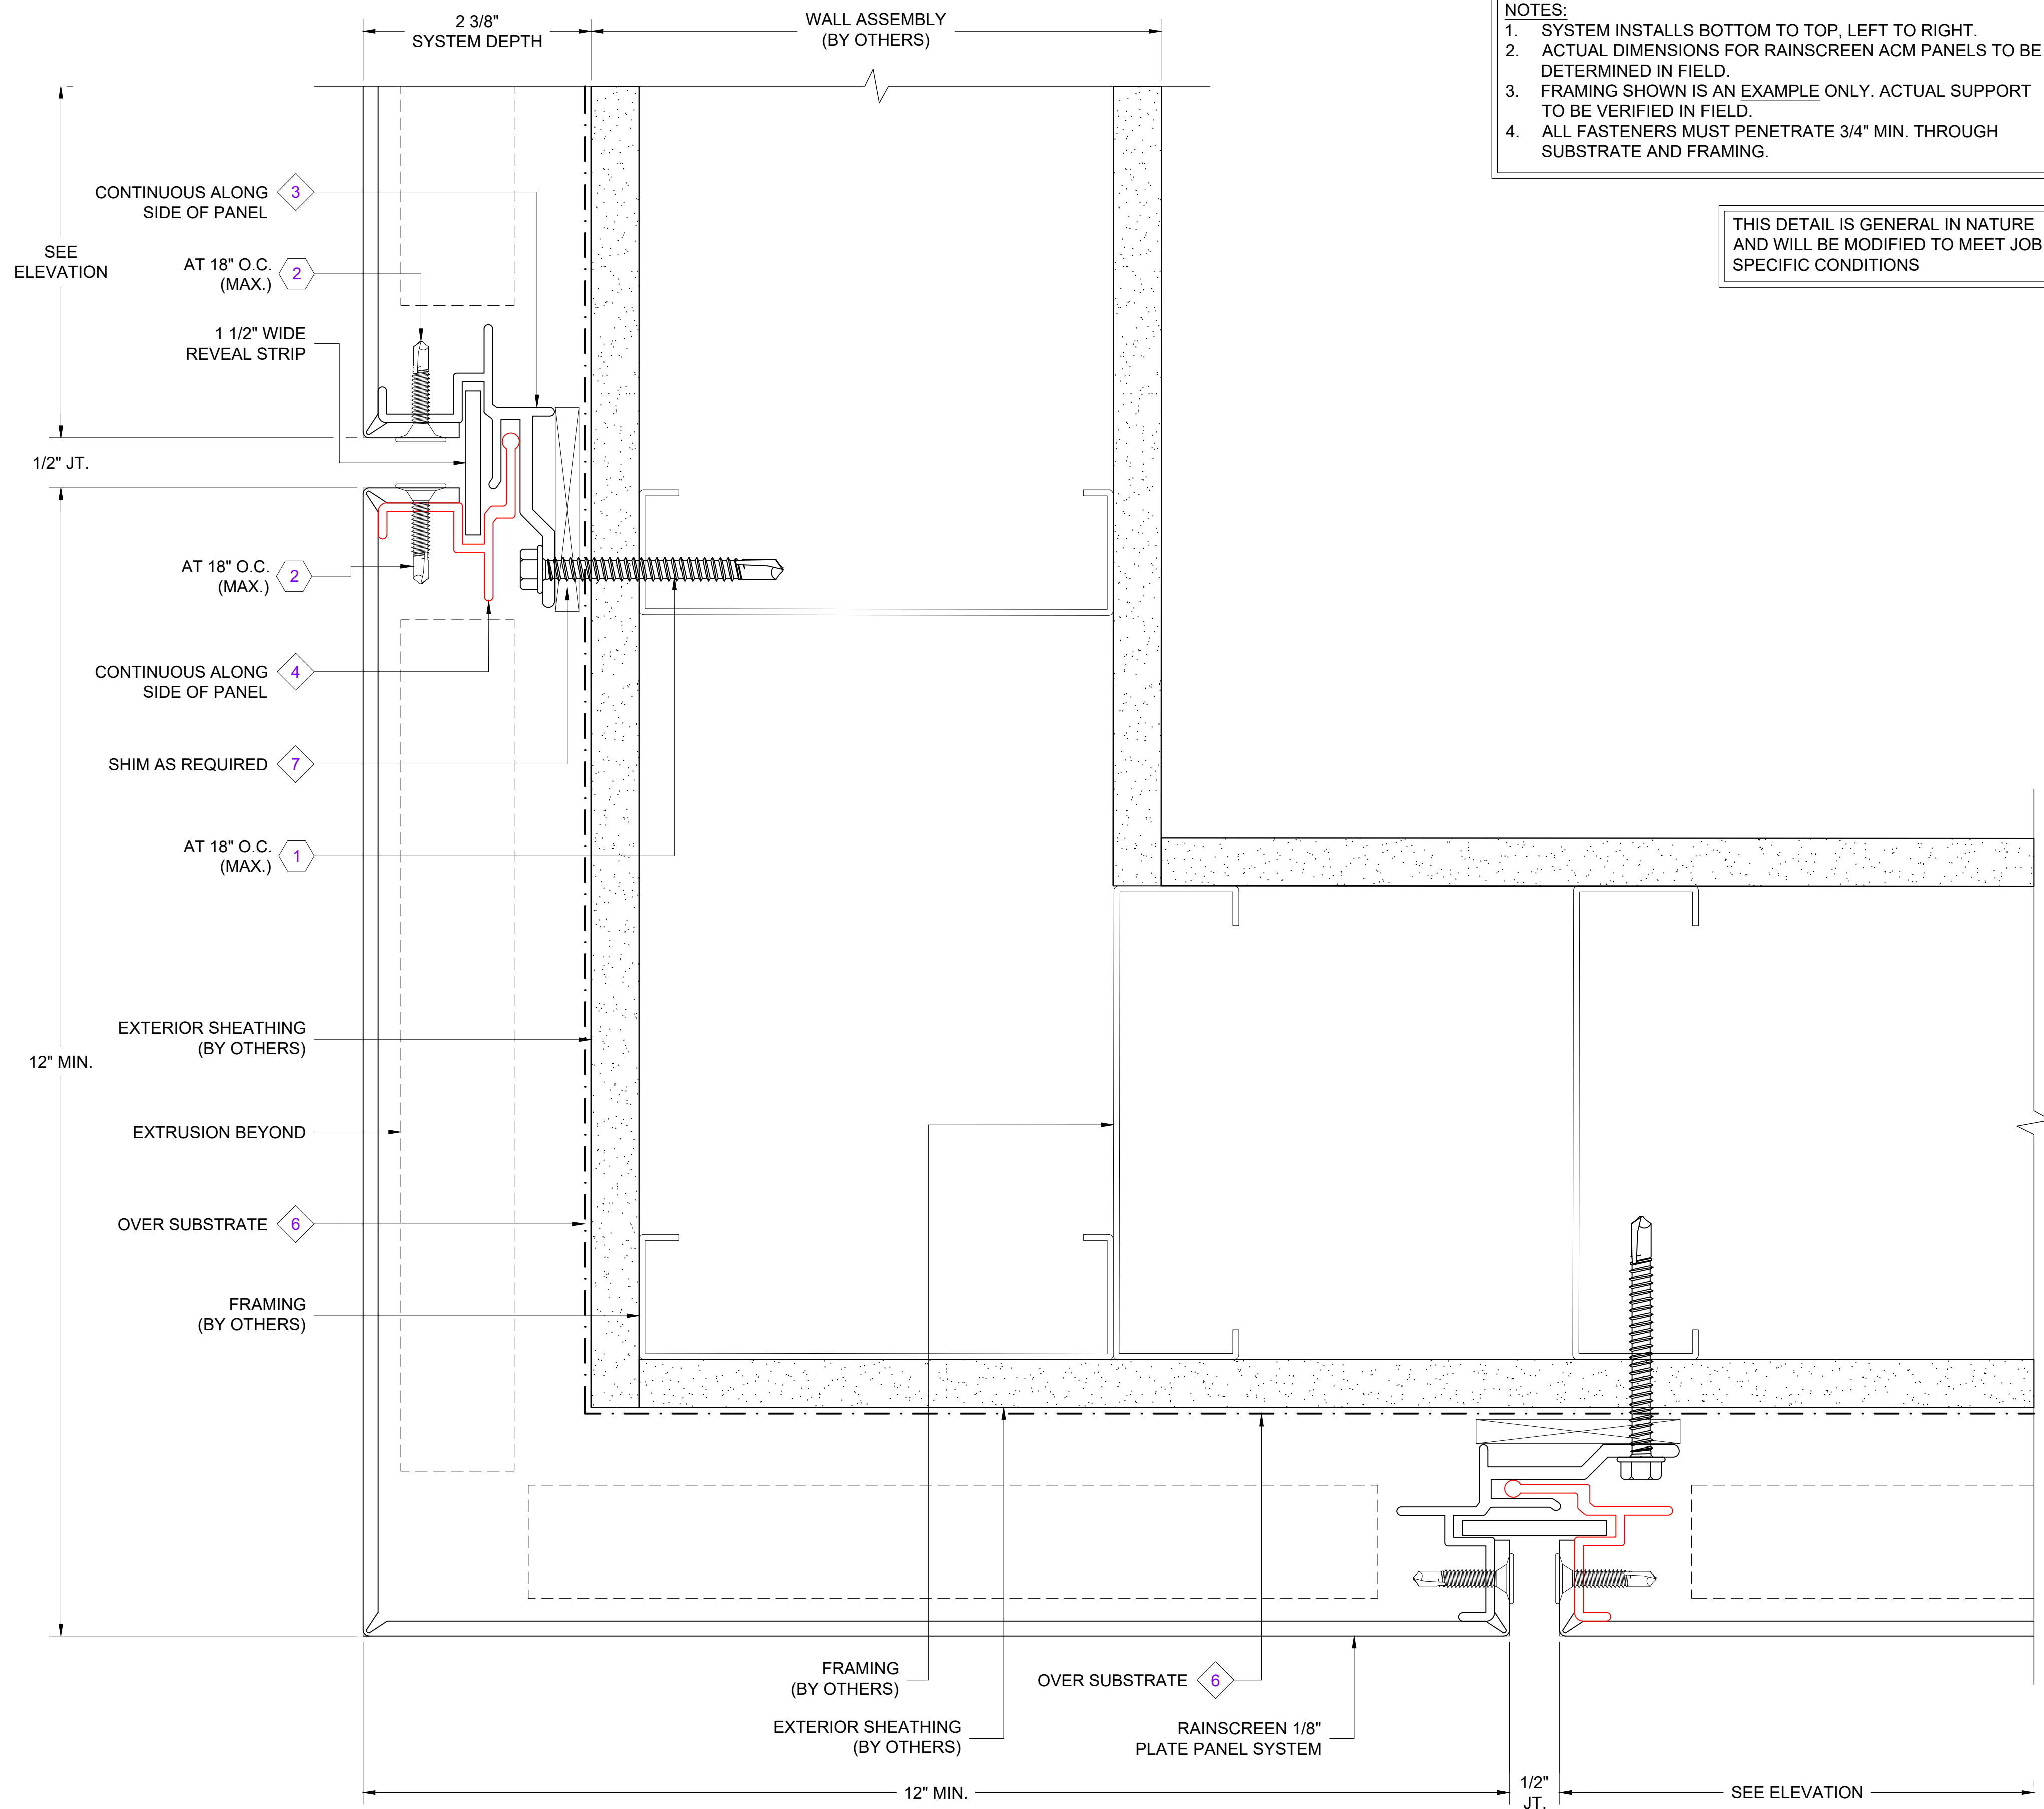 2 3/8"
SYSTEM DEPTH
WALL ASSEMBLY
(BY OTHERS)
NOTES:
1. SYSTEM INSTALLS BOTTOM TO TOP, LEFT TO RIGHT.
2. ACTUAL DIMENSIONS FOR RAINSCREEN ACM PANELS TO BE
DETERMINED IN FIELD.
3. FRAMING SHOWN IS AN EXAMPLE ONLY. ACTUAL SUPPORT
TO BE VERIFIED IN FIELD.
4. ALL FASTENERS MUST PENETRATE 3/4" MIN. THROUGH
SUBSTRATE AND FRAMING.
THIS DETAIL IS GENERAL IN NATURE
AND WILL BE MODIFIED TO MEET JOB
SPECIFIC CONDITIONS
CONTINUOUS ALONG 3
SIDE OF PANEL
SEE
ELEVATION
AT 18" O.C. 2
(MAX.)
1 1/2" WIDE
REVEAL STRIP
1/2" JT.
AT 18" O.C. 2
(MAX.)
CONTINUOUS ALONG 4
SIDE OF PANEL
SHIM AS REQUIRED 7
AT 18" O.C. 1
(MAX.)
EXTERIOR SHEATHING
(BY OTHERS)
12" MIN.
EXTRUSION BEYOND
OVER SUBSTRATE 6
FRAMING
(BY OTHERS)
FRAMING
(BY OTHERS)
OVER SUBSTRATE 6
EXTERIOR SHEATHING
(BY OTHERS)
RAINSCREEN 1/8"
PLATE PANEL SYSTEM
12" MIN.
1/2"
JT.
SEE ELEVATION